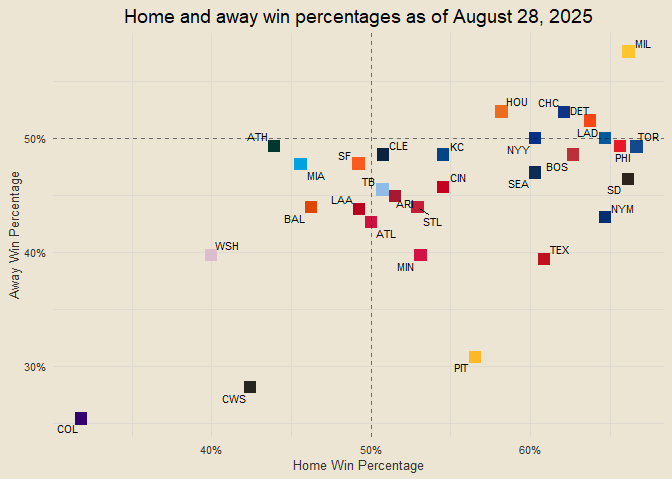 Home and away win percentages as of August 28, 2025
MIL
HOU
CHC
DET
50%
ATH
LAD
TOR
CLE
KC
NYY
PHI
SF
BOS
MIA
TB
CIN
SEA
SD
LAA
ARI
BAL
STL
NYM
ATL
WSH
TEX
40%
MIN
30%
PIT
CWS
COL
40%
50%
60%
Home Win Percentage
Away Win Percentage